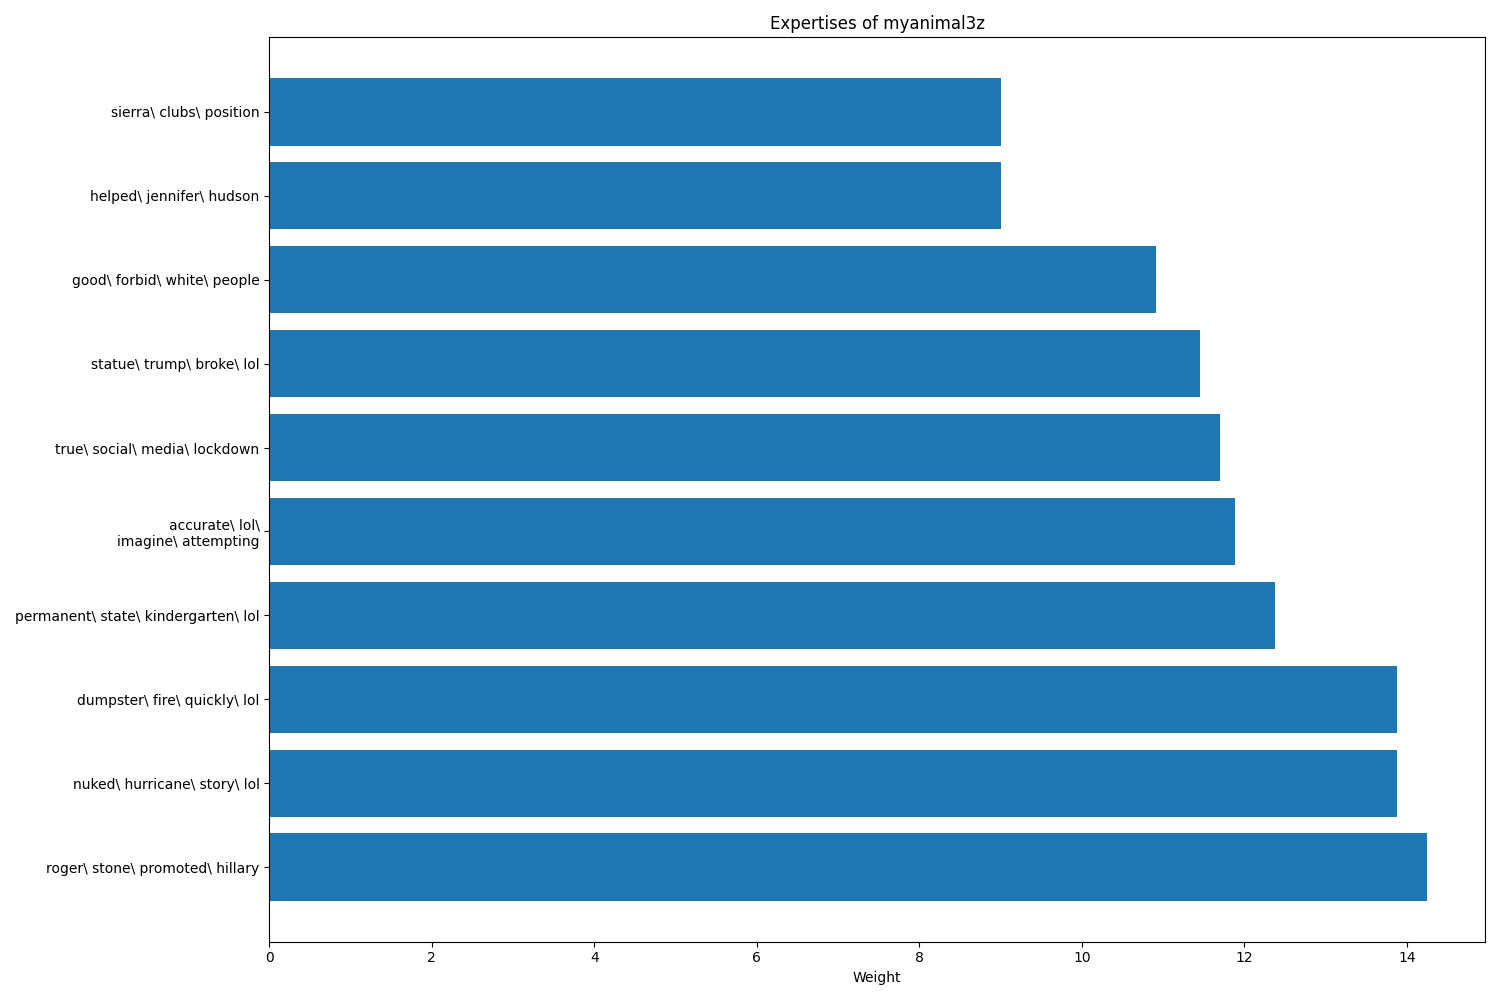 Expertises of myanimal3z
sierra\ clubs\ position
helped\ jennifer\ hudson
good\ forbid\ white\ people
statue\ trump\ broke\ lol
true\ social\ media\ lockdown
accurate\ lol\
imagine\ attempting
permanent\ state\ kindergarten\ lol
dumpster\ fire\ quickly\ lol
nuked\ hurricane\ story\ lol
roger\ stone\ promoted\ hillary
0 2 4 6 8 10 12 14
Weight